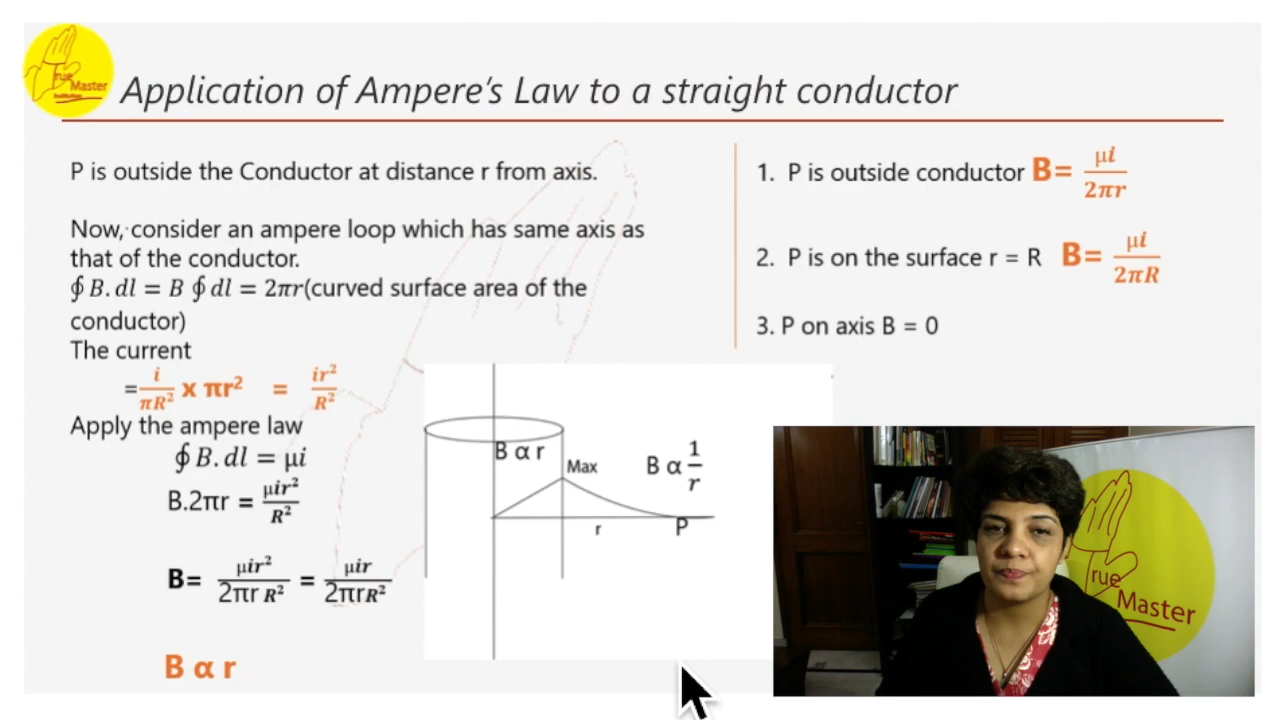 rue
Master
Application of Ampere's Law to a straight conductor
P is outside the Conductor at distance r from axis.
Now, consider an ampere loop which has same axis as
that of the conductor.
∮ B. dl = B ∮ dl = 2πr(curved surface area of the
conductor)
The current
= i/πR² x πr² = ir²/R²
Apply the ampere law
∮ B. dl = μi
B.2πr = μir²/R²
B= μir²/2πr R² = μir/2πrR²
B α r
1. P is outside conductor B= μi/2πr
2. P is on the surface r = R B= μi/2πR
3. P on axis B = 0
B α r
Max
B α 1/r
r
P
rue
Master